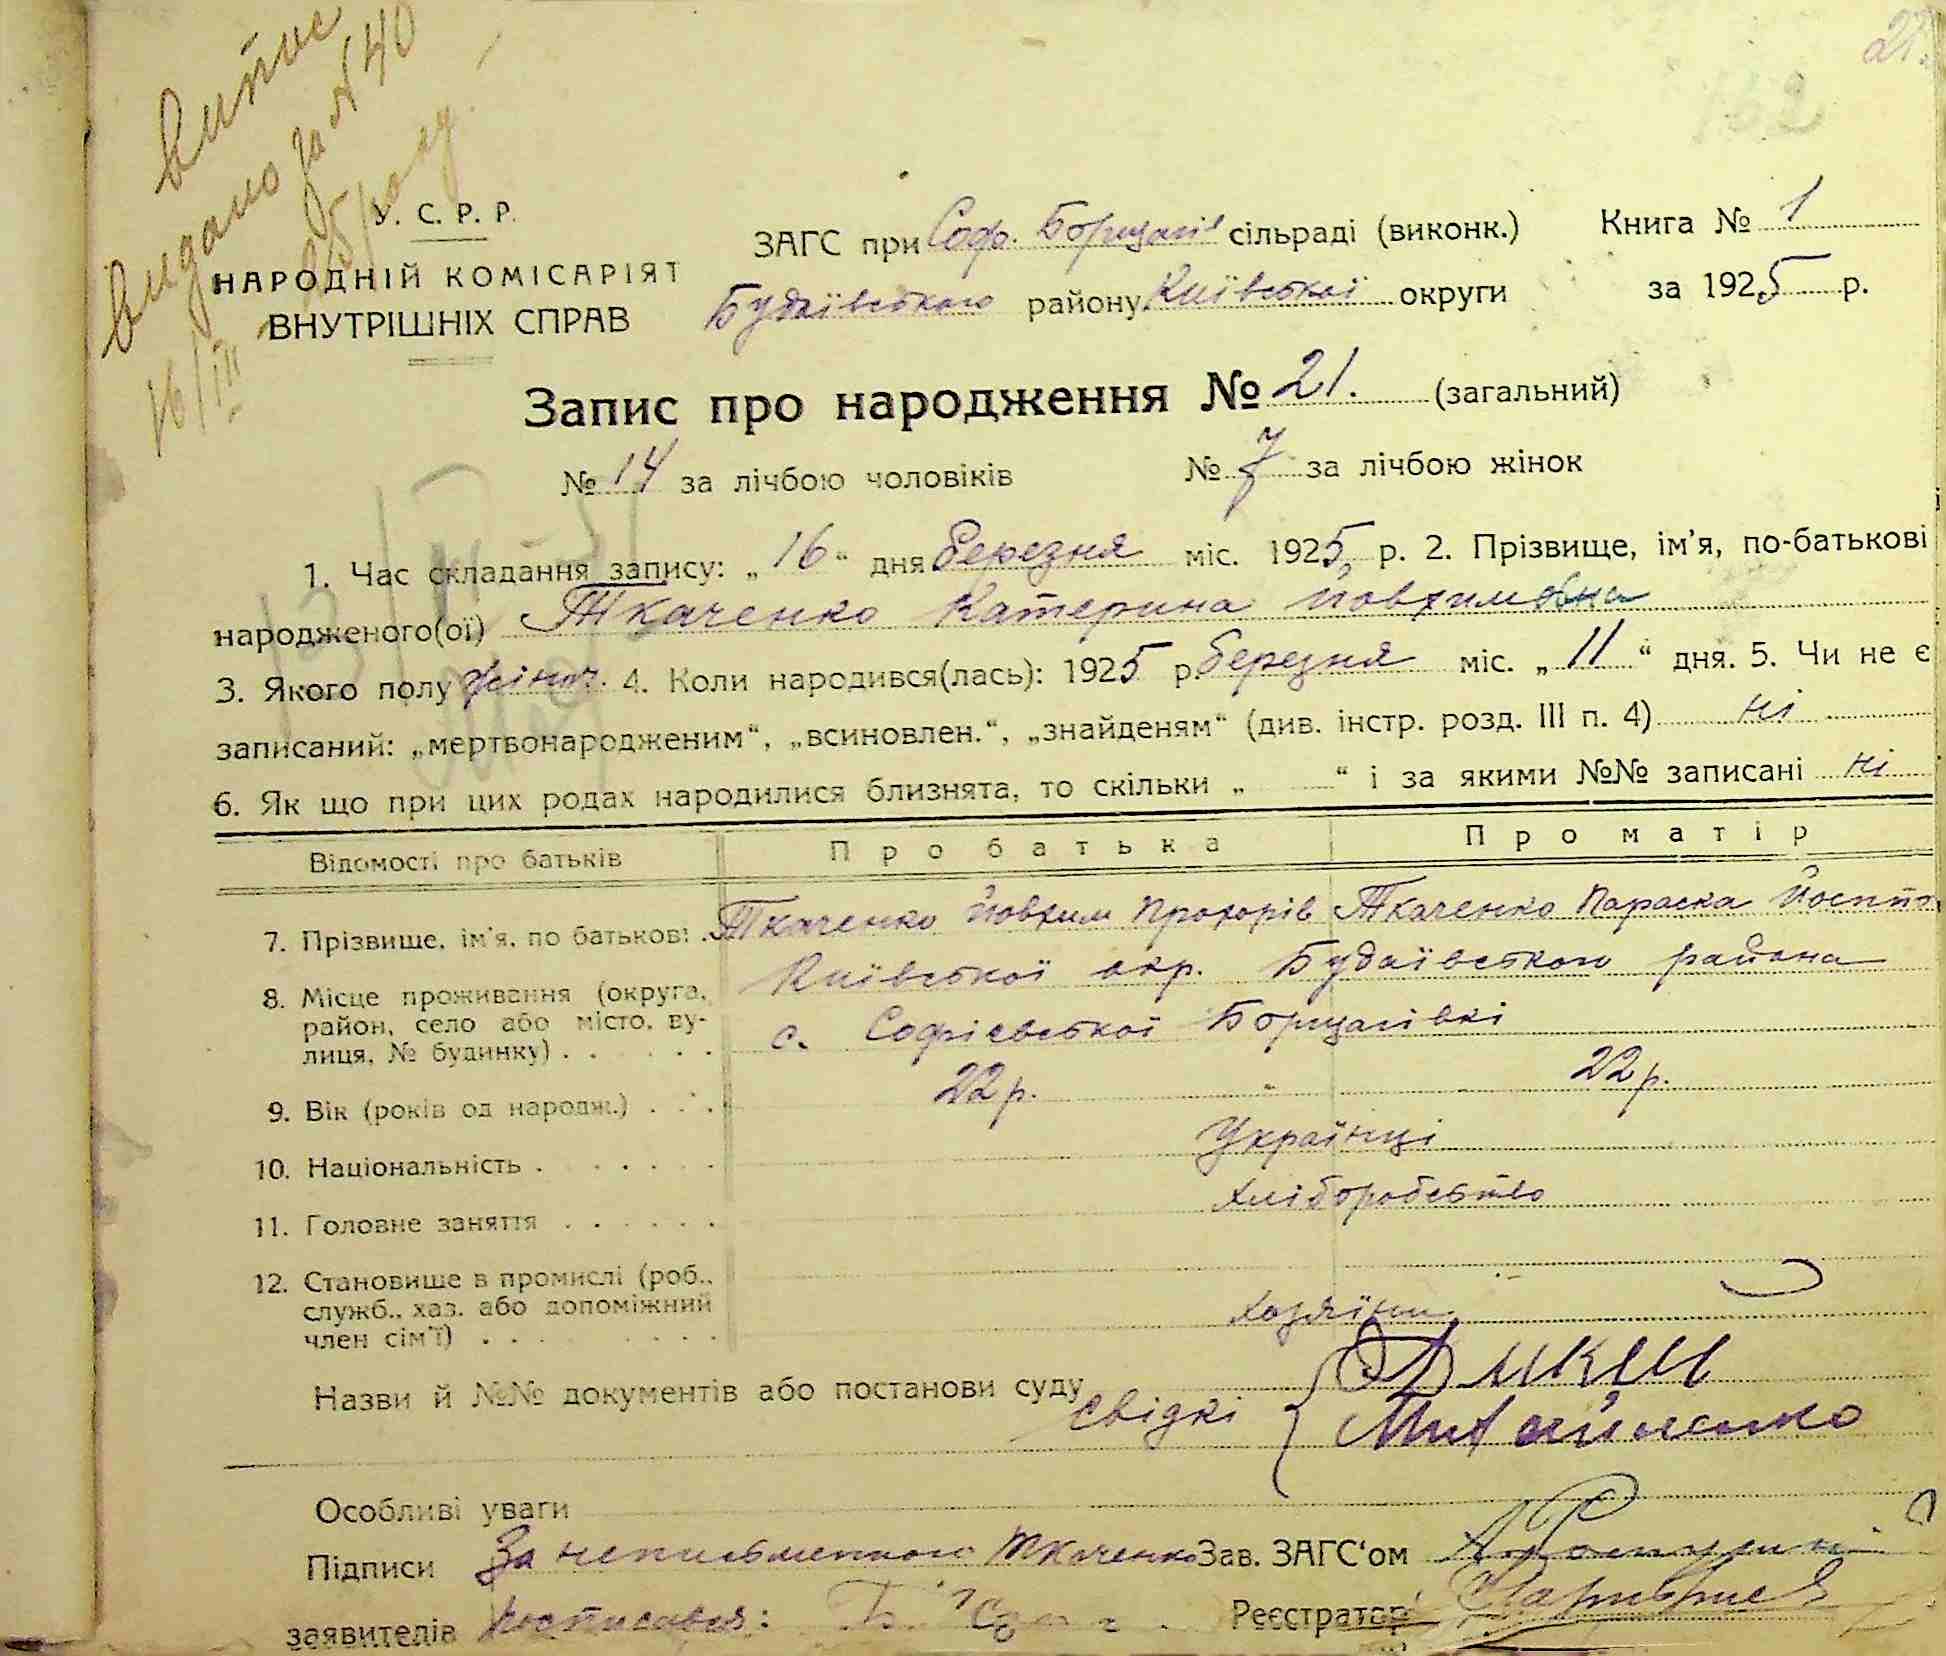 21.
162
Випис
видано за № 40
16/III
У. С. Р. Р.
НАРОДНІЙ КОМІСАРІЯТ
ВНУТРІШНІХ СПРАВ
ЗАГС при Соф. Борщагів сільраді (виконк.)
Будаївського району Київської округи
Книга № 1
за 1925 р.
Запис про народження № 21. (загальний)
№ 14 за лічбою чоловіків № 7 за лічбою жінок
1. Час складання запису: „16“ дня березня міс. 1925 р. 2. Прізвище, ім’я, по-батькові
народженого(ої) Ткаченко Катерина Йовхимовна
3. Якого полу жіноч. 4. Коли народився(лась): 1925 р. березня міс. „11“ дня. 5. Чи не є
записаний: „мертвонародженим“, „всиновлен.“, „знайденям“ (див. інстр. розд. III п. 4) ні
6. Як що при цих родах народилися близнята, то скільки „ “ і за якими №№ записані ні
Відомості про батьків Про батька Про матір
7. Прізвище, ім’я, по батькові Ткаченко Йовхим Прохорів Ткаченко Параска
8. Місце проживання (округа, Київської окр. Будаївського района
район, село або місто, ву- с. Софієвської Борщагівкі
лиця, № будинку)
9. Вік (років од народж.) 22 р. 22 р.
10. Національність Українці
11. Головне заняття Хліборобство
12. Становище в промислі (роб.,
служб., хаз. або допоміжний хозяїни
член сім’ї)
Назви й №№ документів або постанови суду свідкі
Михайленко
Особливі уваги
Підписи За неписьменного Ткаченко Зав. ЗАГС‘ом
заявителів росписався: Реєстратор